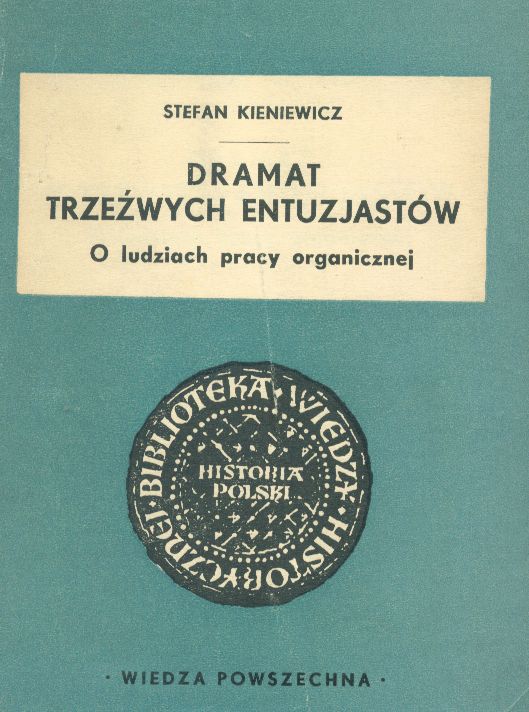 STEFAN KIENIEWICZ
DRAMAT
TRZEŹWYCH ENTUZJASTÓW
O ludziach pracy organicznej
BIBLIOTEKA WIEDZY HISTORYCZNEJ
HISTORIA
POLSKI
· WIEDZA POWSZECHNA ·